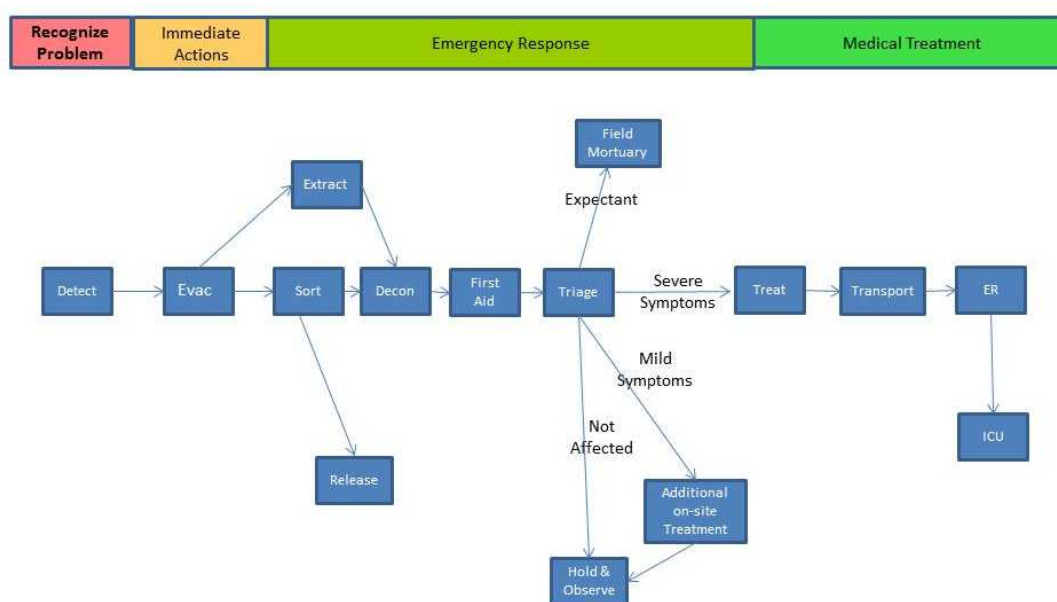 Recognize
Problem
Immediate
Actions
Emergency Response
Medical Treatment
Field
Mortuary
Extract
Expectant
Detect
Evac
Sort
Decon
First
Aid
Triage
Severe
Symptoms
Treat
Transport
ER
Mild
Symptoms
Not
Affected
ICU
Release
Additional
on-site
Treatment
Hold &
Observe